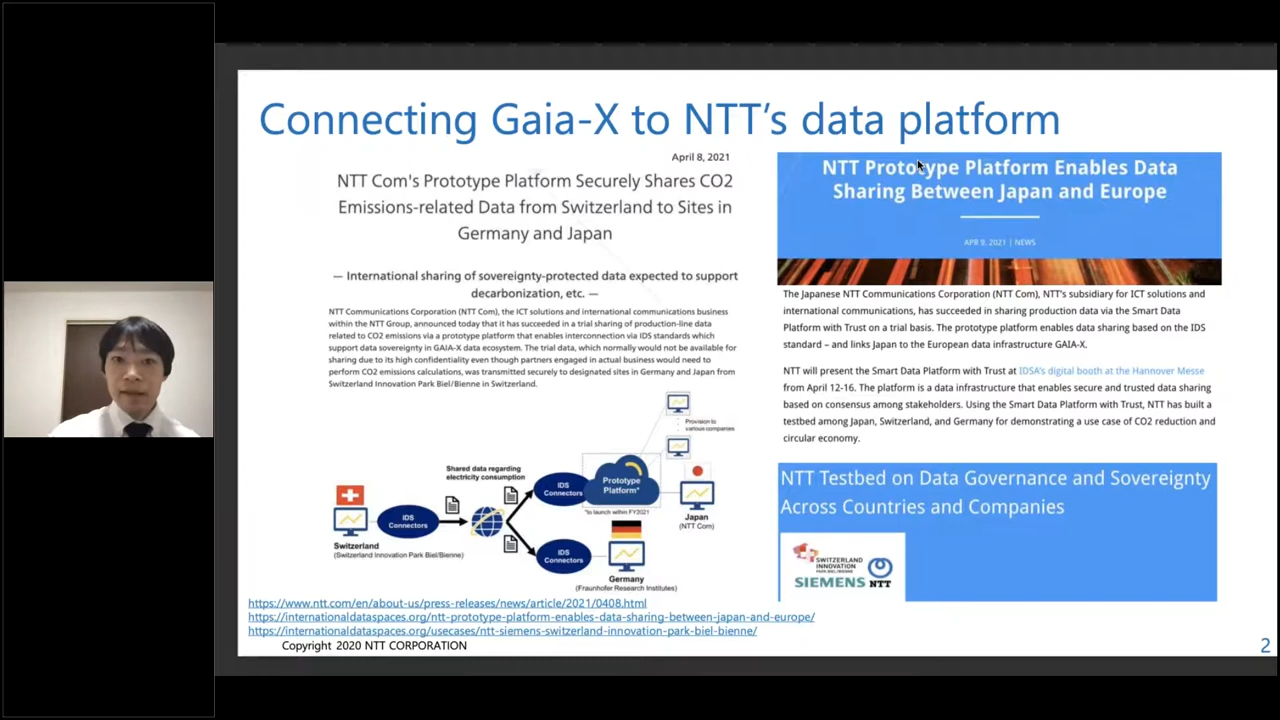 Connecting Gaia-X to NTT's data platform
April 8, 2021
NTT Com's Prototype Platform Securely Shares CO2
Emissions-related Data from Switzerland to Sites in
Germany and Japan
— International sharing of sovereignty-protected data expected to support
decarbonization, etc. —
NTT Communications Corporation (NTT Com), the ICT solutions and international communications business
within the NTT Group, announced today that it has succeeded in a trial sharing of production-line data
related to CO2 emissions via a prototype platform that enables interconnection via IDS standards which
support data sovereignty in GAIA-X data ecosystem. The trial data, which normally would not be available for
sharing due to its high confidentiality even though partners engaged in actual business would need to
perform CO2 emissions calculations, was transmitted securely to designated sites in Germany and Japan from
Switzerland Innovation Park Biel/Bienne in Switzerland.
Provision to
various companies
Shared data regarding
electricity consumption
IDS
Connectors
Prototype
Platform*
*to launch within FY2021
Japan
(NTT Com)
IDS
Connectors
Switzerland
(Switzerland Innovation Park Biel/Bienne)
IDS
Connectors
Germany
(Fraunhofer Research Institutes)
NTT Prototype Platform Enables Data
Sharing Between Japan and Europe
APR 9, 2021 | NEWS
The Japanese NTT Communications Corporation (NTT Com), NTT's subsidiary for ICT solutions and
international communications, has succeeded in sharing production data via the Smart Data
Platform with Trust on a trial basis. The prototype platform enables data sharing based on the IDS
standard – and links Japan to the European data infrastructure GAIA-X.
NTT will present the Smart Data Platform with Trust at IDSA's digital booth at the Hannover Messe
from April 12-16. The platform is a data infrastructure that enables secure and trusted data sharing
based on consensus among stakeholders. Using the Smart Data Platform with Trust, NTT has built a
testbed among Japan, Switzerland, and Germany for demonstrating a use case of CO2 reduction and
circular economy.
NTT Testbed on Data Governance and Sovereignty
Across Countries and Companies
SWITZERLAND
INNOVATION
PARK BIEL/BIENNE
SIEMENS NTT
https://www.ntt.com/en/about-us/press-releases/news/article/2021/0408.html
https://internationaldataspaces.org/ntt-prototype-platform-enables-data-sharing-between-japan-and-europe/
https://internationaldataspaces.org/usecases/ntt-siemens-switzerland-innovation-park-biel-bienne/
Copyright 2020 NTT CORPORATION
2